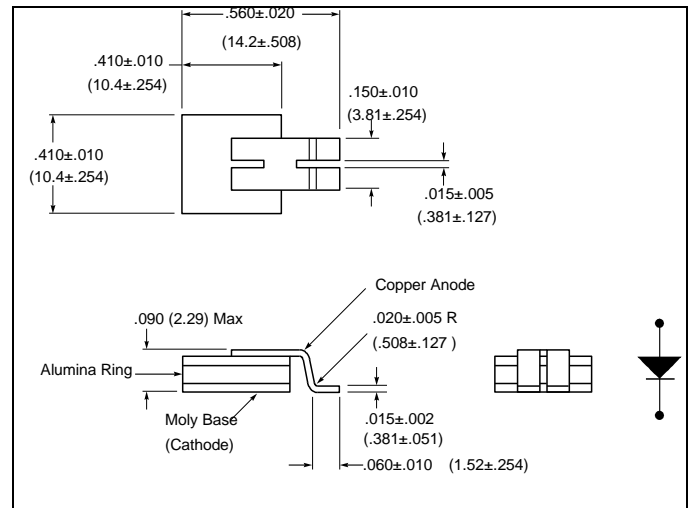 .560±.020
(14.2±.508)
.410±.010
(10.4±.254)
.150±.010
(3.81±.254)
.410±.010
(10.4±.254)
.015±.005
(.381±.127)
Copper Anode
.090 (2.29) Max
.020±.005 R
(.508±.127 )
Alumina Ring
Moly Base
(Cathode)
.015±.002
(.381±.051)
.060±.010 (1.52±.254)